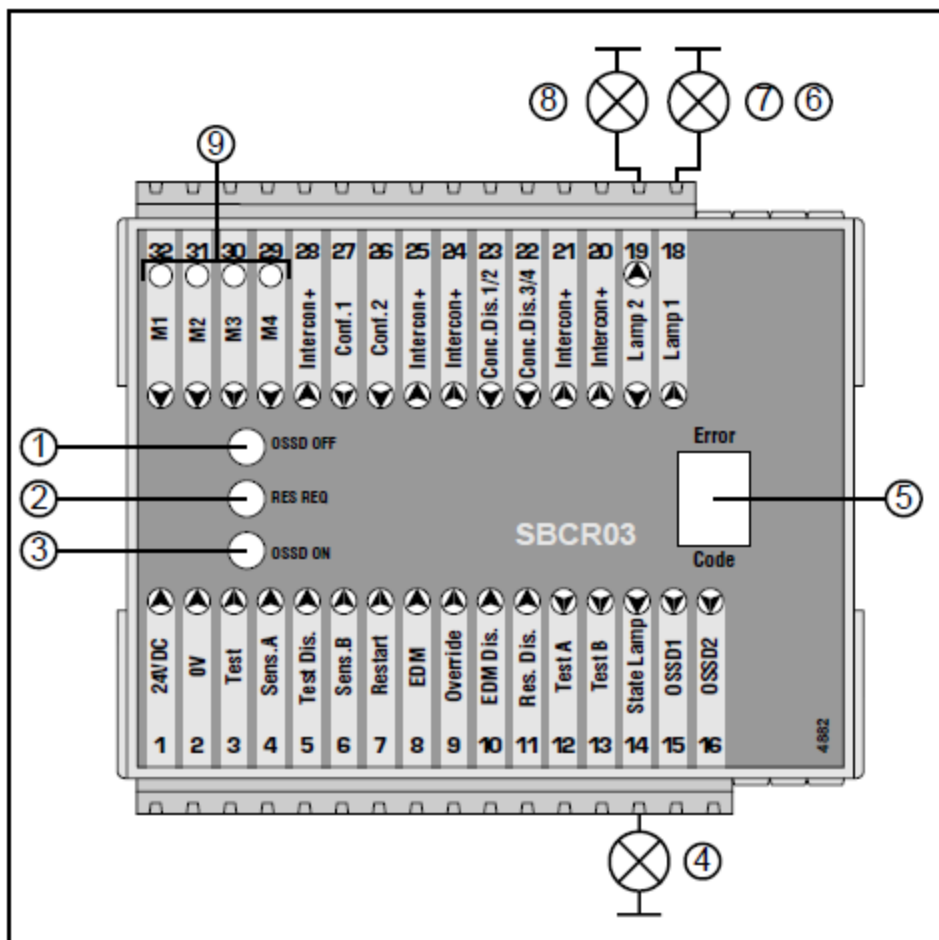 ⑧ ⑦ ⑥
⑨
32 31 30 29 28 27 26 25 24 23 22 21 20 19 18
M1
M2
M3
M4
Intercon+
Conf.1
Conf.2
Intercon+
Intercon+
Conc.Dis.1/2
Conc.Dis.3/4
Intercon+
Intercon+
Lamp 2
Lamp 1
① OSSD OFF
② RES REQ
③ OSSD ON
Error
⑤
Code
SBCR03
24V DC
0V
Test
Sens.A
Test Dis.
Sens.B
Restart
EDM
Override
EDM Dis.
Res. Dis.
Test A
Test B
State Lamp
OSSD1
OSSD2
4882
1 2 3 4 5 6 7 8 9 10 11 12 13 14 15 16
④